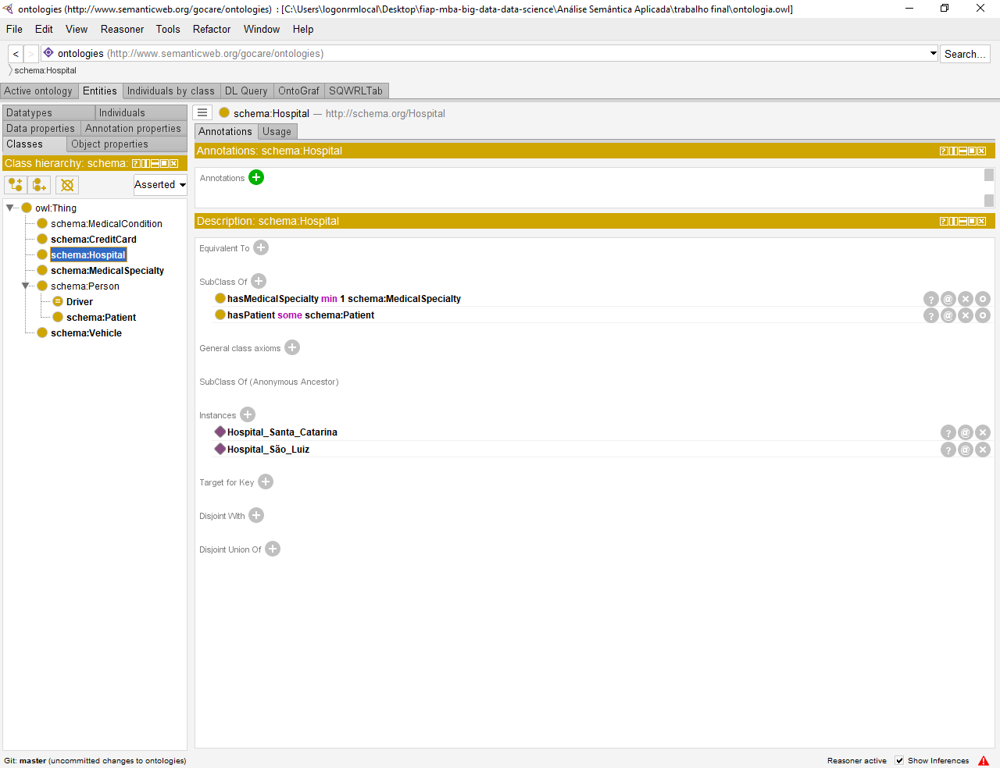 ontologies (http://www.semanticweb.org/gocare/ontologies)  : [C:\Users\logonrmlocal\Desktop\fiap-mba-big-data-data-science\Análise Semântica Aplicada\trabalho final\ontologia.owl]
File Edit View Reasoner Tools Refactor Window Help
< > ontologies (http://www.semanticweb.org/gocare/ontologies) Search...
schema:Hospital
Active ontology Entities Individuals by class DL Query OntoGraf SQWRLTab
Datatypes Individuals
Data properties Annotation properties
Classes Object properties
Class hierarchy: schema:
Asserted
owl:Thing
schema:MedicalCondition
schema:CreditCard
schema:Hospital
schema:MedicalSpecialty
schema:Person
Driver
schema:Patient
schema:Vehicle
schema:Hospital — http://schema.org/Hospital
Annotations Usage
Annotations: schema:Hospital
Annotations
Description: schema:Hospital
Equivalent To
SubClass Of
hasMedicalSpecialty min 1 schema:MedicalSpecialty
hasPatient some schema:Patient
General class axioms
SubClass Of (Anonymous Ancestor)
Instances
Hospital_Santa_Catarina
Hospital_São_Luiz
Target for Key
Disjoint With
Disjoint Union Of
Git: master (uncommitted changes to ontologies)
Reasoner active Show Inferences